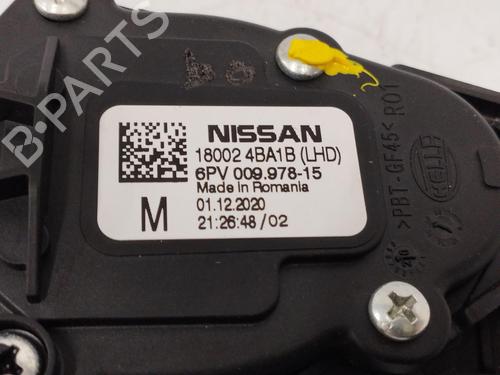 NISSAN
18002 4BA1B (LHD)
6PV 009.978-15
Made in Romania
01.12.2020
M
21:26:48 / 02
>PBT-GF45< R01
HELLA
B-PARTS